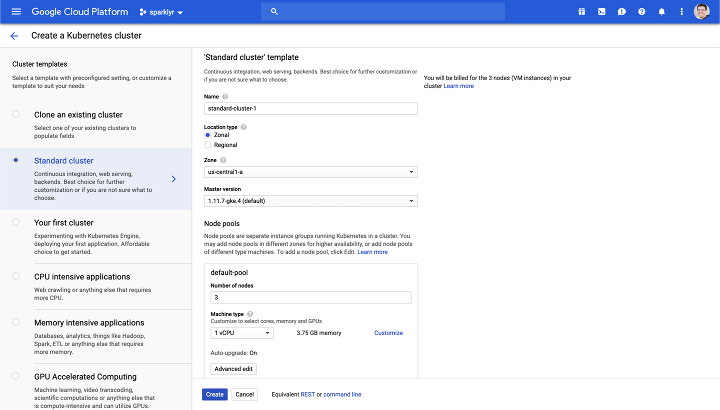 Google Cloud Platform
sparklyr
Create a Kubernetes cluster
Cluster templates
Select a template with preconfigured setting, or customize a
template to suit your needs
Clone an existing cluster
Select one of your existing clusters to
populate fields
Standard cluster
Continuous integration, web serving,
backends. Best choice for further
customization or if you are not sure what to
choose.
Your first cluster
Experimenting with Kubernetes Engine,
deploying your first application. Affordable
choice to get started.
CPU intensive applications
Web crawling or anything else that requires
more CPU.
Memory intensive applications
Databases, analytics, things like Hadoop,
Spark, ETL or anything else that requires
more memory.
GPU Accelerated Computing
Machine learning, video transcoding,
scientific computations or anything else that
is compute-intensive and can utilize GPUs.
'Standard cluster' template
Continuous integration, web serving, backends. Best choice for further customization or
if you are not sure what to choose.
Name
standard-cluster-1
Location type
Zonal
Regional
Zone
us-central1-a
Master version
1.11.7-gke.4 (default)
Node pools
Node pools are separate instance groups running Kubernetes in a cluster. You
may add node pools in different zones for higher availability, or add node pools
of different type machines. To add a node pool, click Edit. Learn more
default-pool
Number of nodes
3
Machine type
Customize to select cores, memory and GPUs
1 vCPU
3.75 GB memory
Customize
Auto-upgrade: On
Advanced edit
Create
Cancel
Equivalent REST or command line
You will be billed for the 3 nodes (VM instances) in your
cluster Learn more